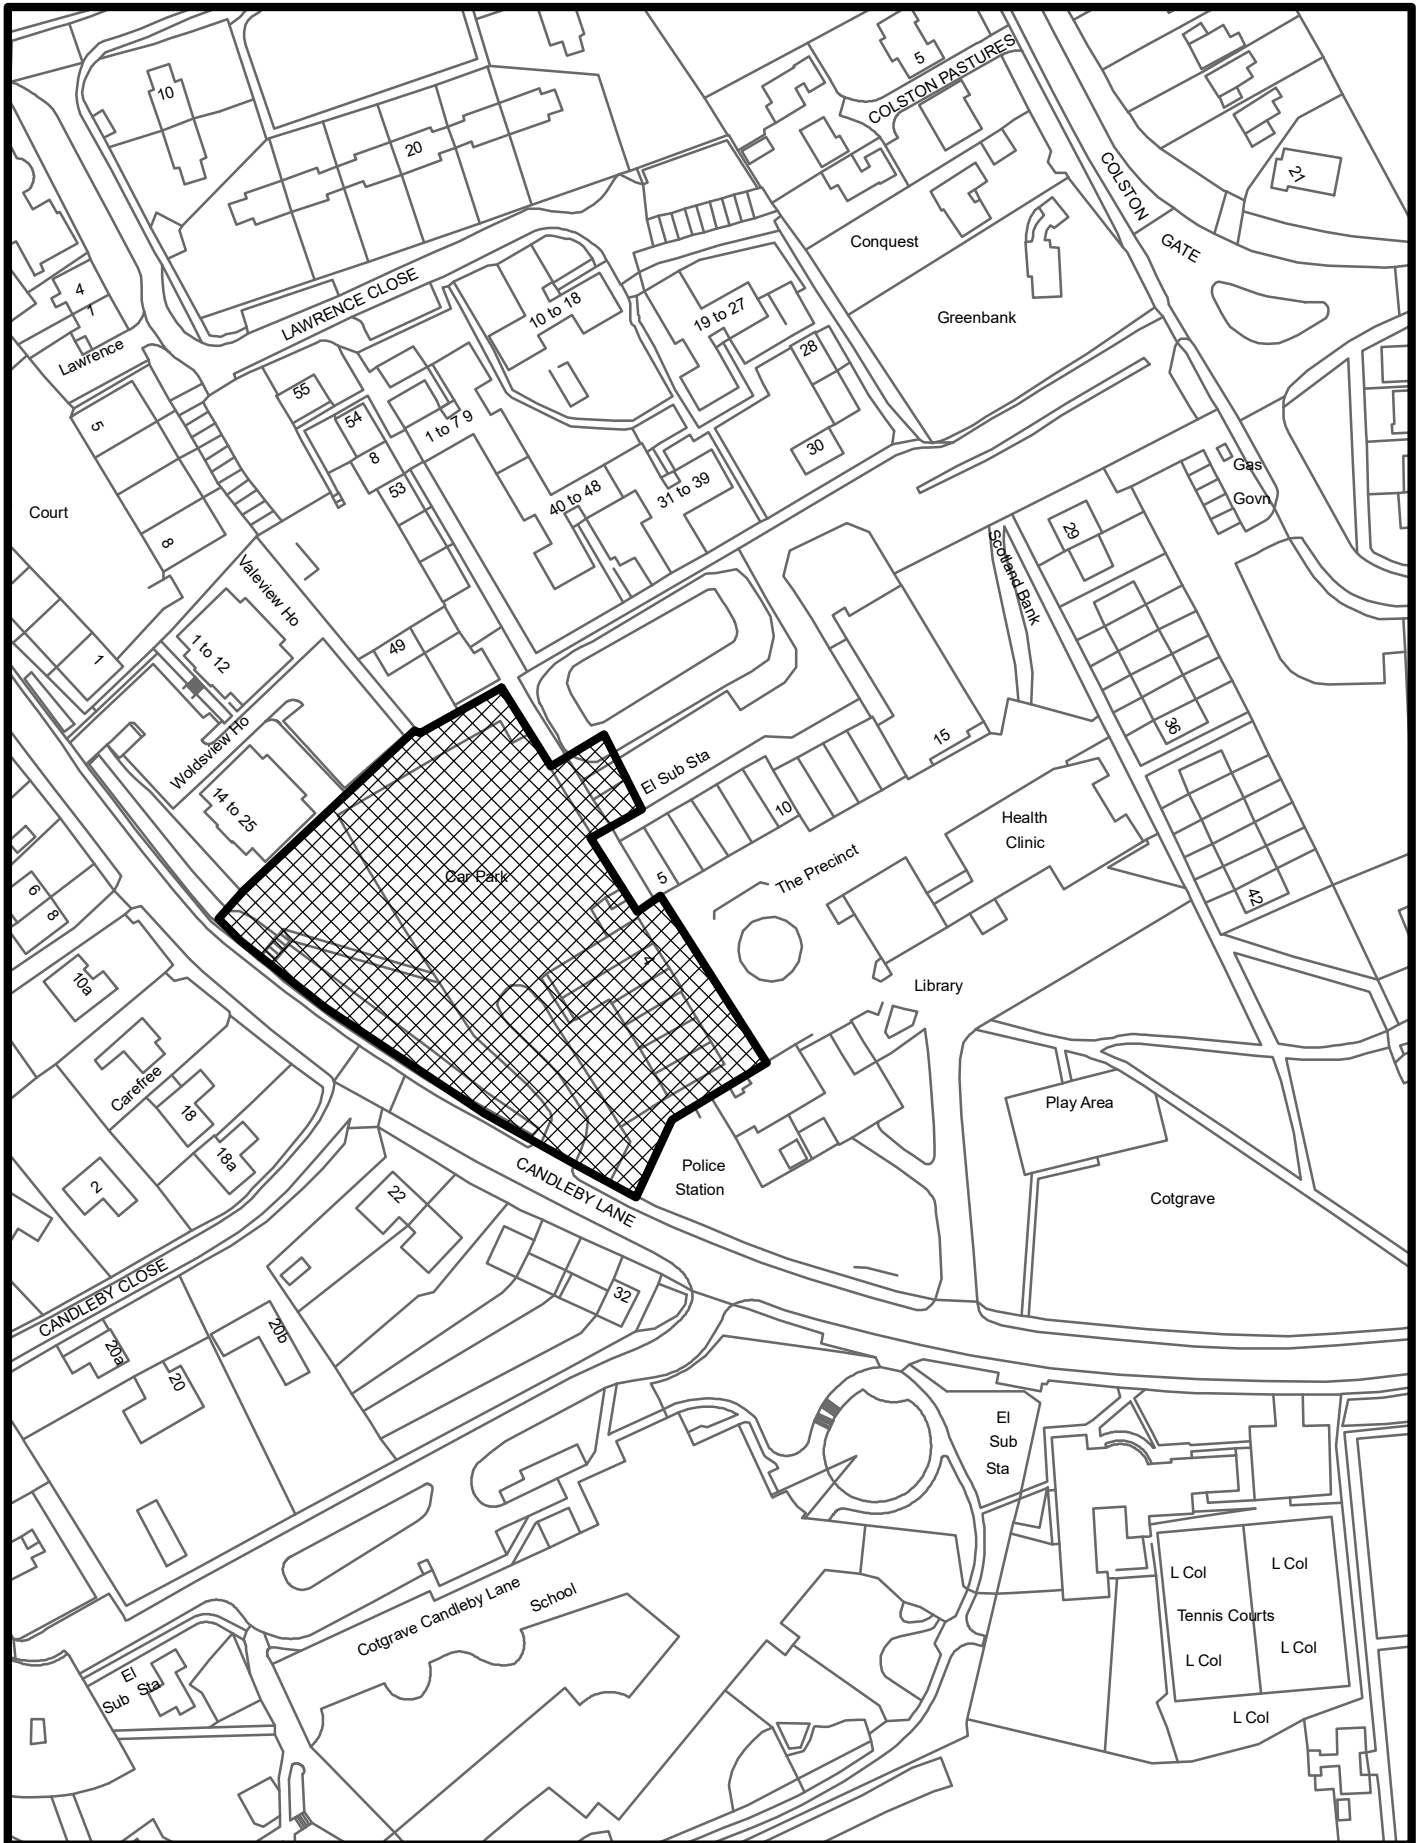 5
COLSTON PASTURES
10
20
COLSTON
21
GATE
Conquest
4
7
LAWRENCE CLOSE
10 to 18
19 to 27
Greenbank
Lawrence
28
55
54
5
1 to 7 9
8
30
Gas
53
40 to 48
31 to 39
Govn
Court
29
8
Scotland Bank
Valeview Ho
1 to 12
49
1
36
Woldsview Ho
15
El Sub Sta
14 to 25
10
Health
Clinic
The Precinct
Car Park
5
6
8
42
4
10a
Library
Carefree
Play Area
18
18a
Police
Station
2
22
CANDLEBY LANE
Cotgrave
CANDLEBY CLOSE
32
20b
20a
20
El
Sub
Sta
L Col
L Col
Cotgrave Candleby Lane
School
Tennis Courts
L Col
L Col
El
Sub Sta
L Col